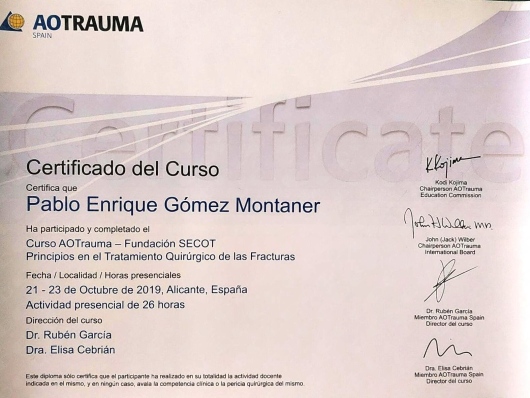 AOTRAUMA
SPAIN
Certificate
Certificado del Curso
Certifica que
Pablo Enrique Gómez Montaner
Ha participado y completado el
Curso AOTrauma – Fundación SECOT
Principios en el Tratamiento Quirúrgico de las Fracturas
Fecha / Localidad / Horas presenciales
21 - 23 de Octubre de 2019, Alicante, España
Actividad presencial de 26 horas
Dirección del curso
Dr. Rubén García
Dra. Elisa Cebrián
Este diploma sólo certifica que el participante ha realizado en su totalidad la actividad docente
indicada en el mismo, y en ningún caso, avala la competencia clínica o la pericia quirúrgica del mismo.
K Kojima
Kodi Kojima
Chairperson AOTrauma
Education Commission
John (Jack) Wilber
Chairperson AOTrauma
International Board
Dr. Rubén García
Miembro AOTrauma Spain
Director del curso
Dra. Elisa Cebrián
Miembro AOTrauma Spain
Director del curso